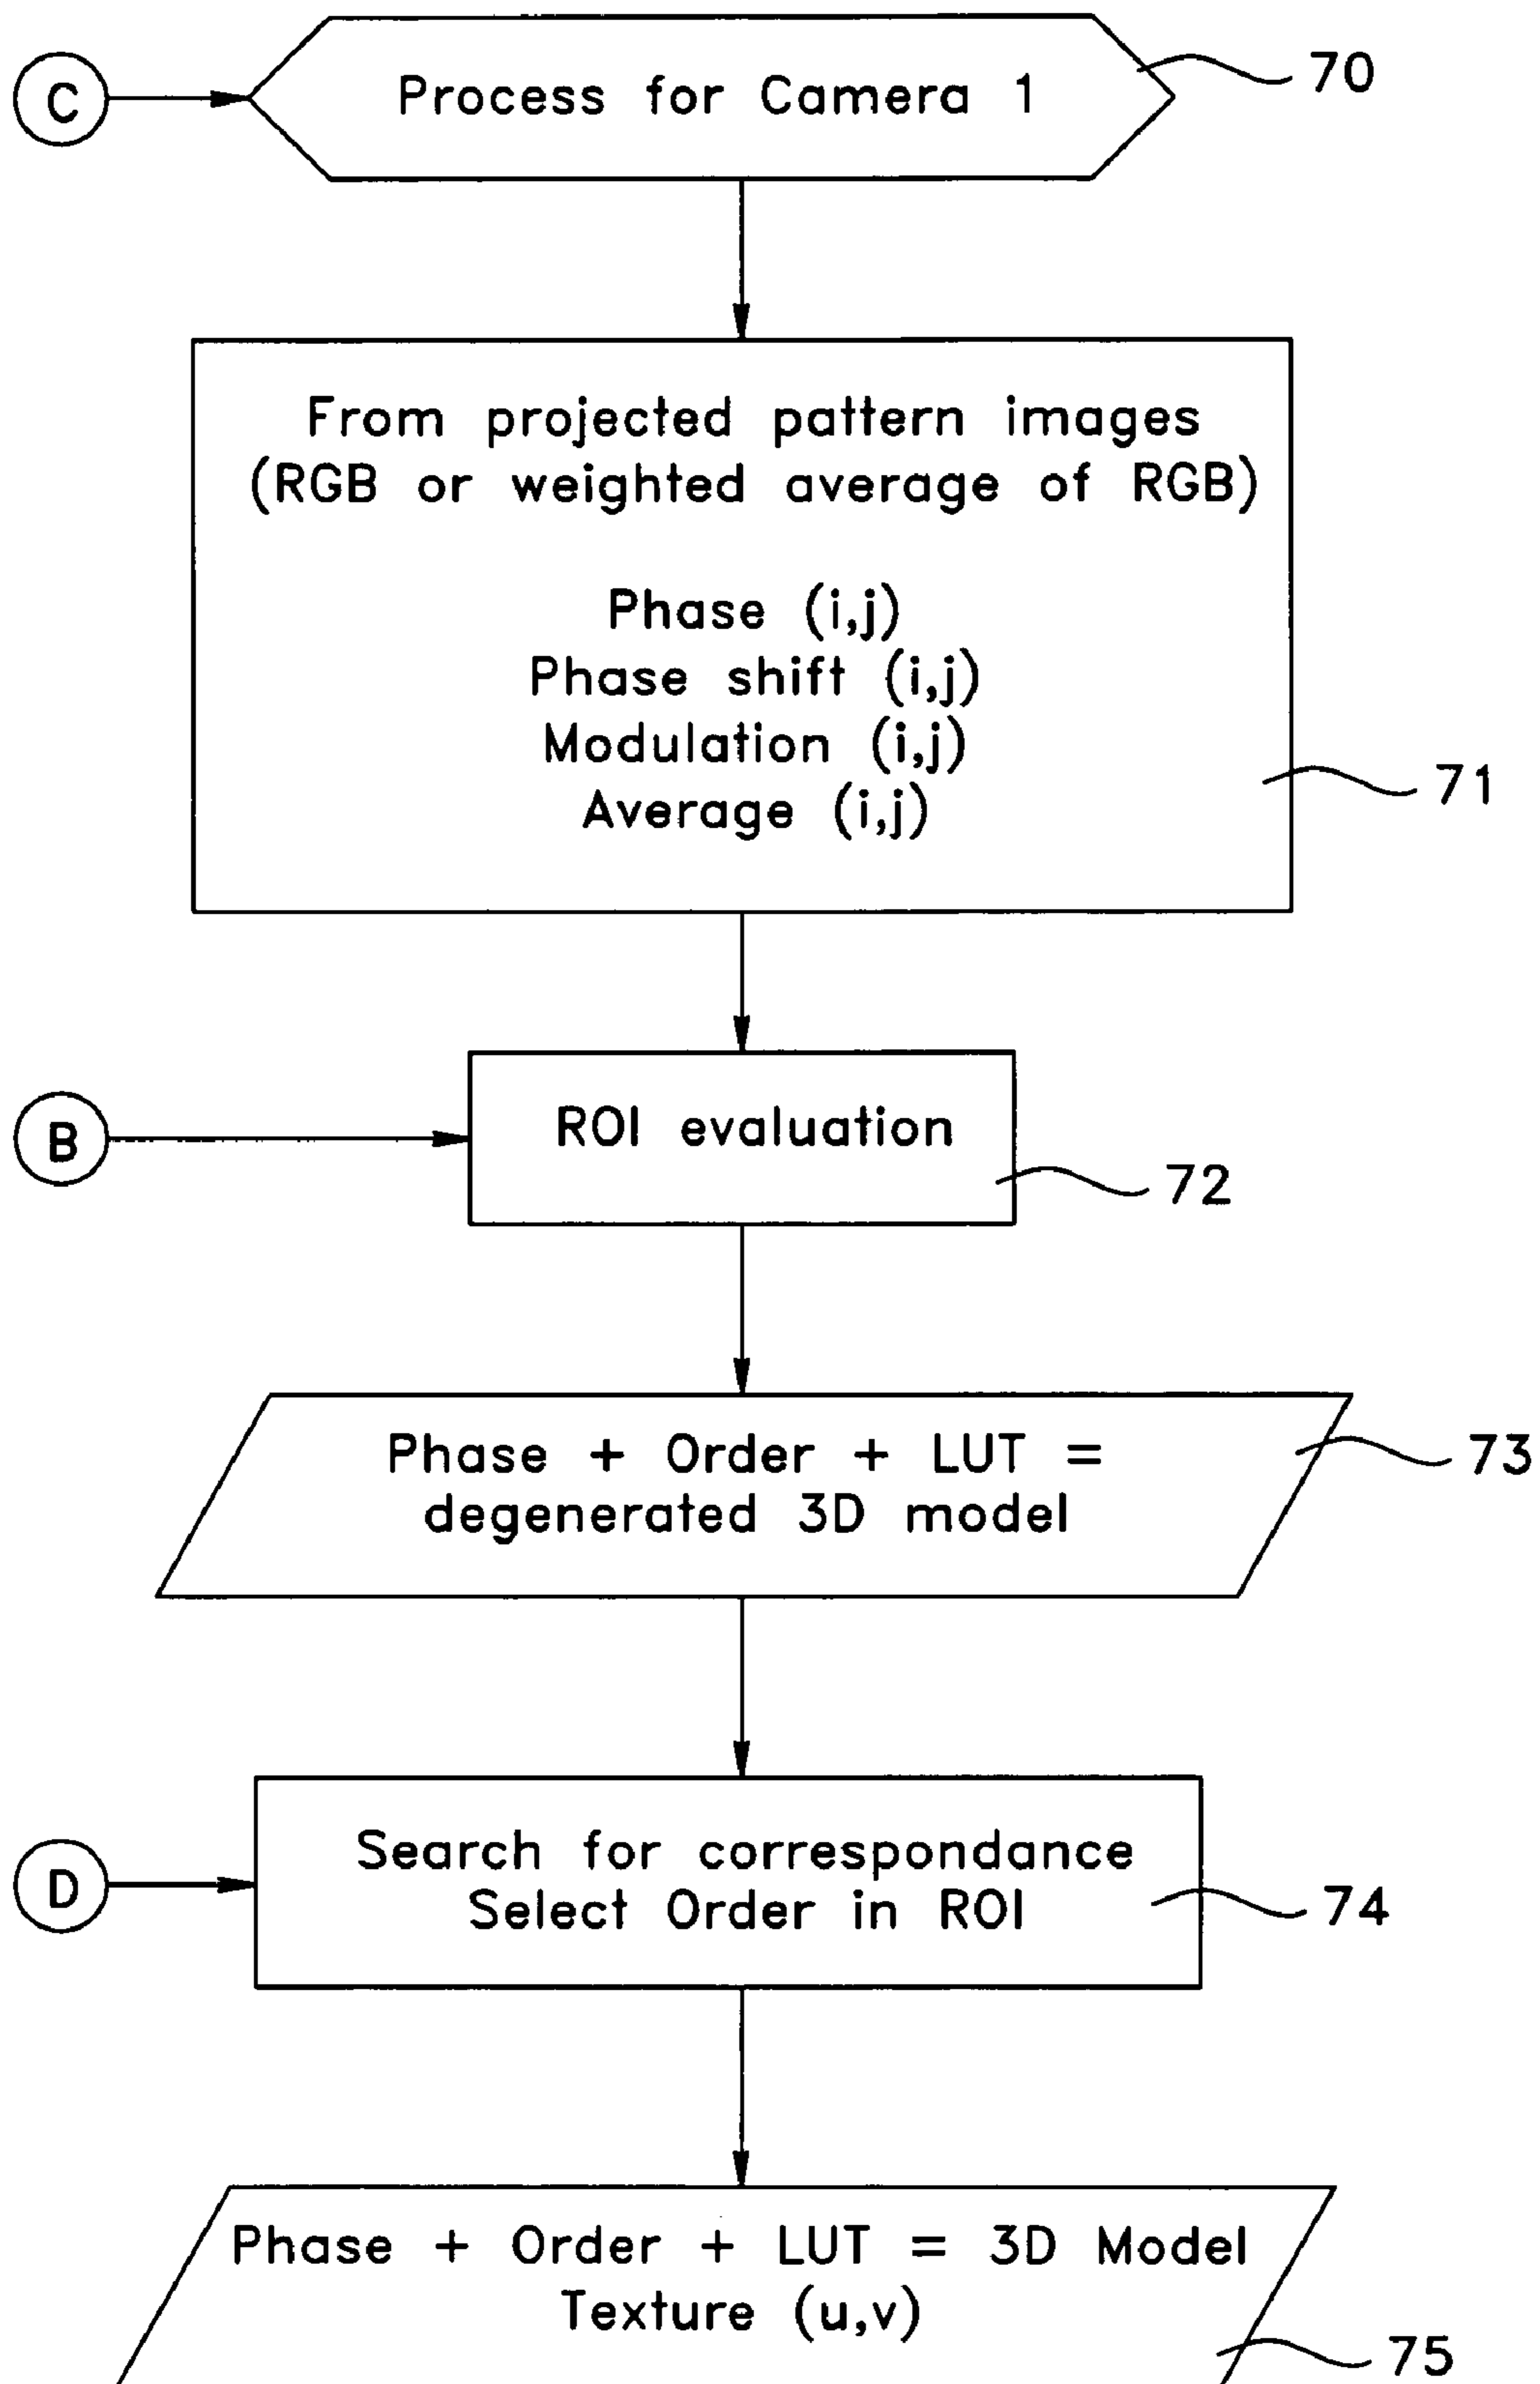 C
Process for Camera 1
70
From projected pattern images
(RGB or weighted average of RGB)
Phase (i,j)
Phase shift (i,j)
Modulation (i,j)
Average (i,j)
71
B
ROI evaluation
72
Phase + Order + LUT =
degenerated 3D model
73
D
Search for correspondance
Select Order in ROI
74
Phase + Order + LUT = 3D Model
Texture (u,v)
75